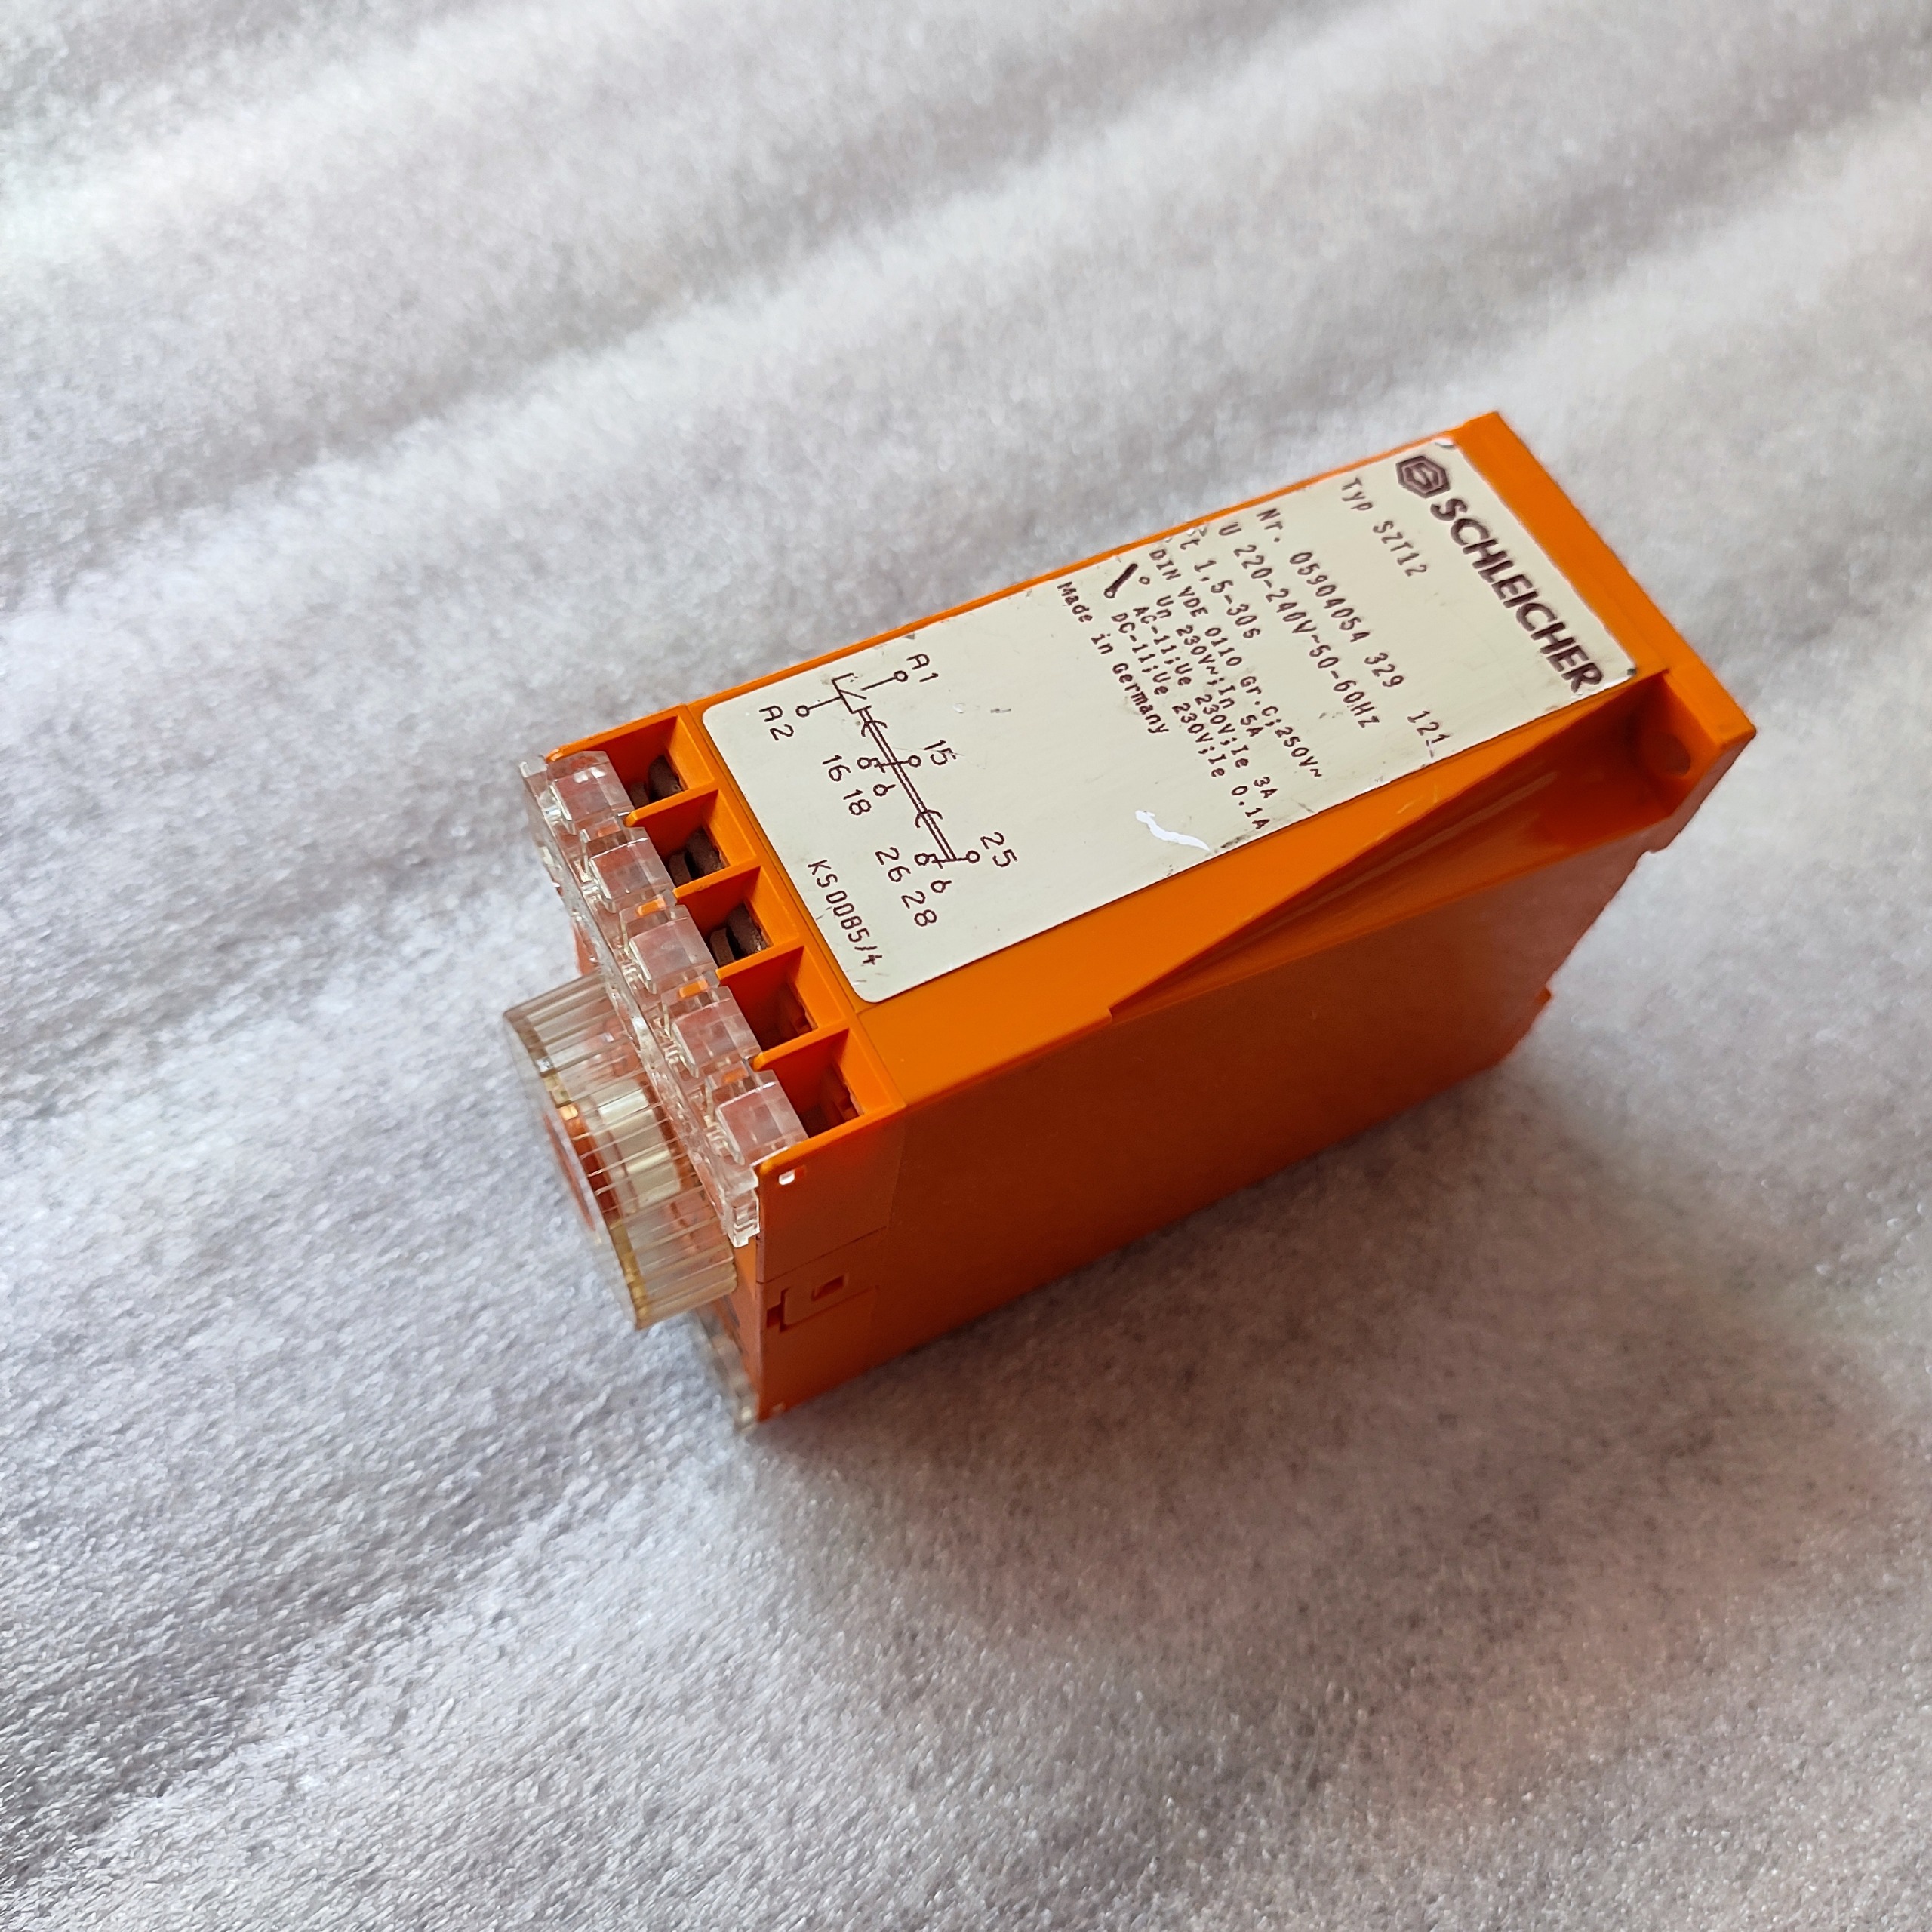 SCHLEICHER
Typ SZT12
Nr. 05904054 329 121
U 220-240V~50-60Hz
t 1,5-30s
DIN VDE 0110 Gr.C;250V~
Un 230V~;In 5A
AC-11;Ue 230V;Ie 3A
DC-11;Ue 230V;Ie 0.1A
Made in Germany
A1
A2
15
16 18
25
26 28
KS0085/4